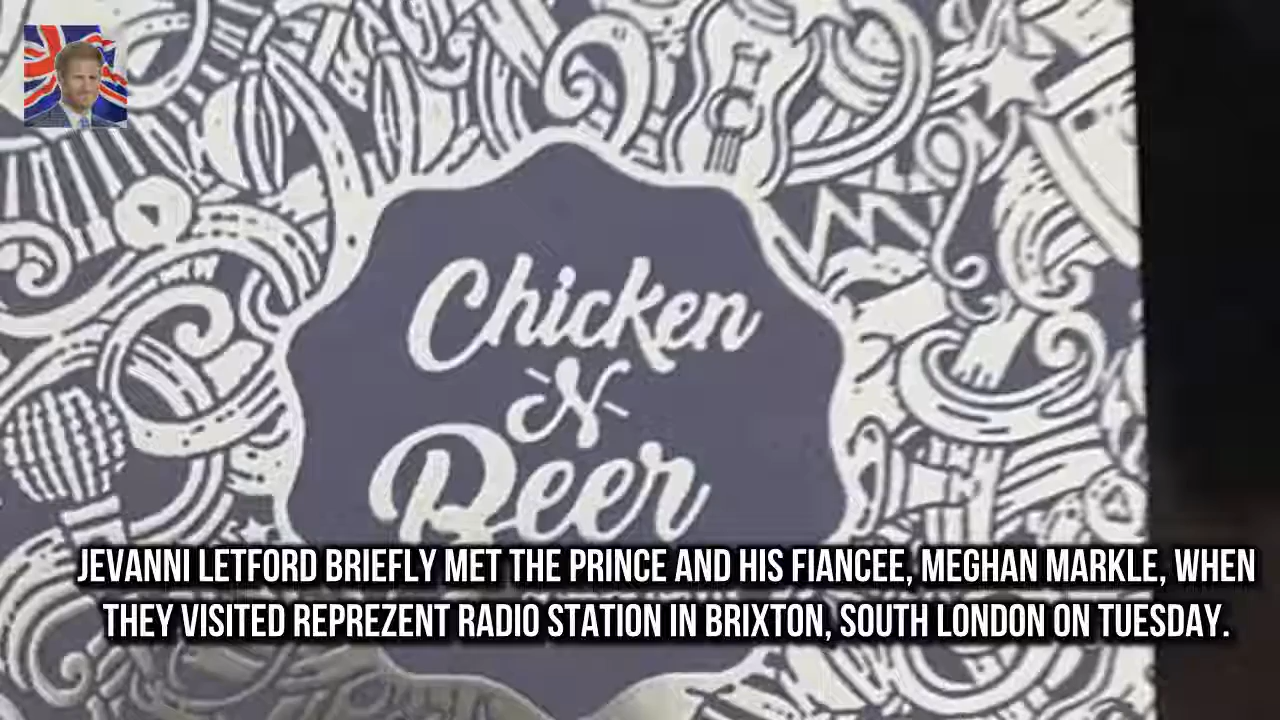 Chicken
N
Beer
JEVANNI LETFORD BRIEFLY MET THE PRINCE AND HIS FIANCEE, MEGHAN MARKLE, WHEN
THEY VISITED REPREZENT RADIO STATION IN BRIXTON, SOUTH LONDON ON TUESDAY.